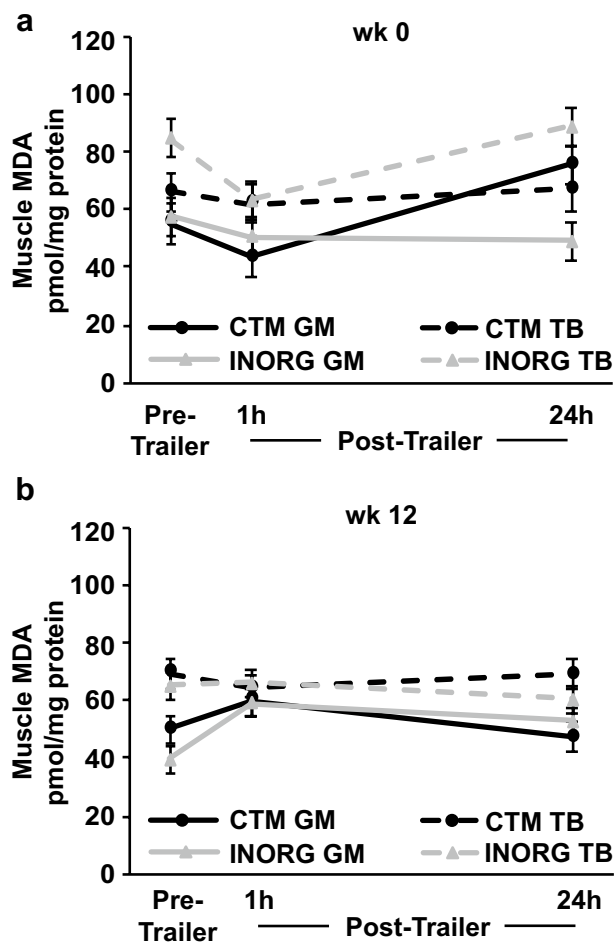 a
wk 0
Muscle MDA
pmol/mg protein
120
100
80
60
40
20
0
CTM GM
CTM TB
INORG GM
INORG TB
Pre-
Trailer
1h
24h
Post-Trailer
b
wk 12
Muscle MDA
pmol/mg protein
120
100
80
60
40
20
0
CTM GM
CTM TB
INORG GM
INORG TB
Pre-
Trailer
1h
24h
Post-Trailer